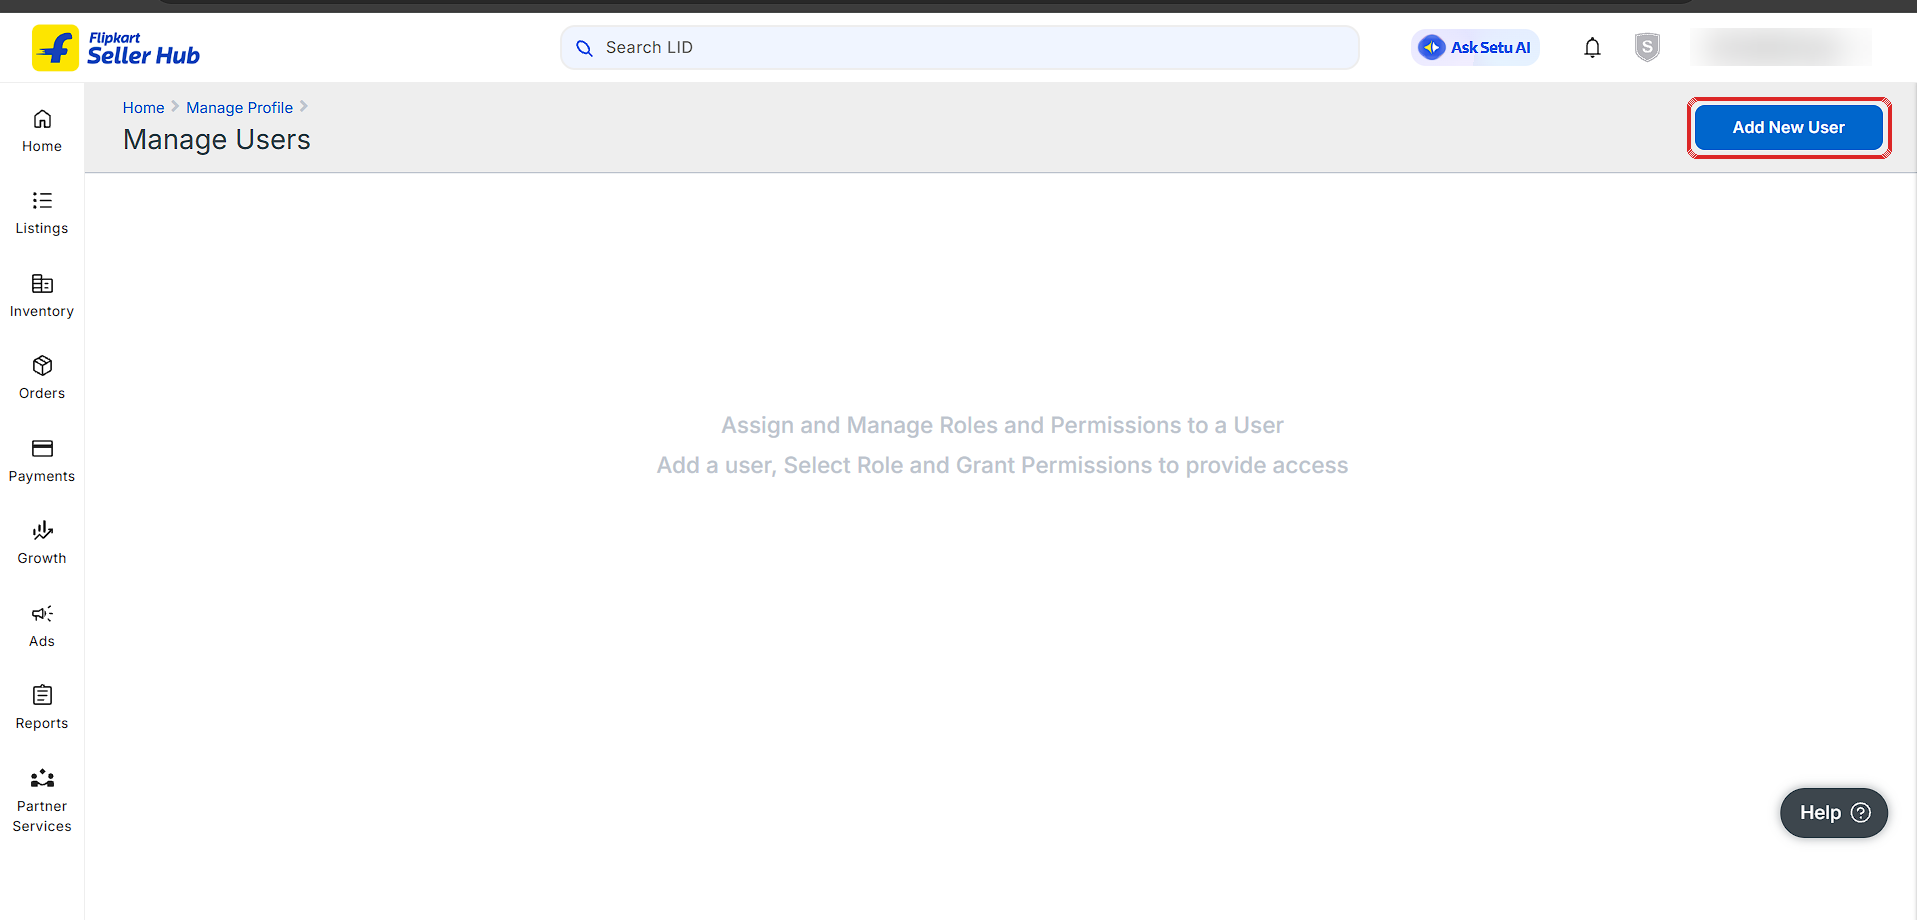 Flipkart
Seller Hub
Search LID
Ask Setu AI
S
Home
Listings
Inventory
Orders
Payments
Growth
Ads
Reports
Partner
Services
Home > Manage Profile >
Manage Users
Add New User
Assign and Manage Roles and Permissions to a User
Add a user, Select Role and Grant Permissions to provide access
Help ?